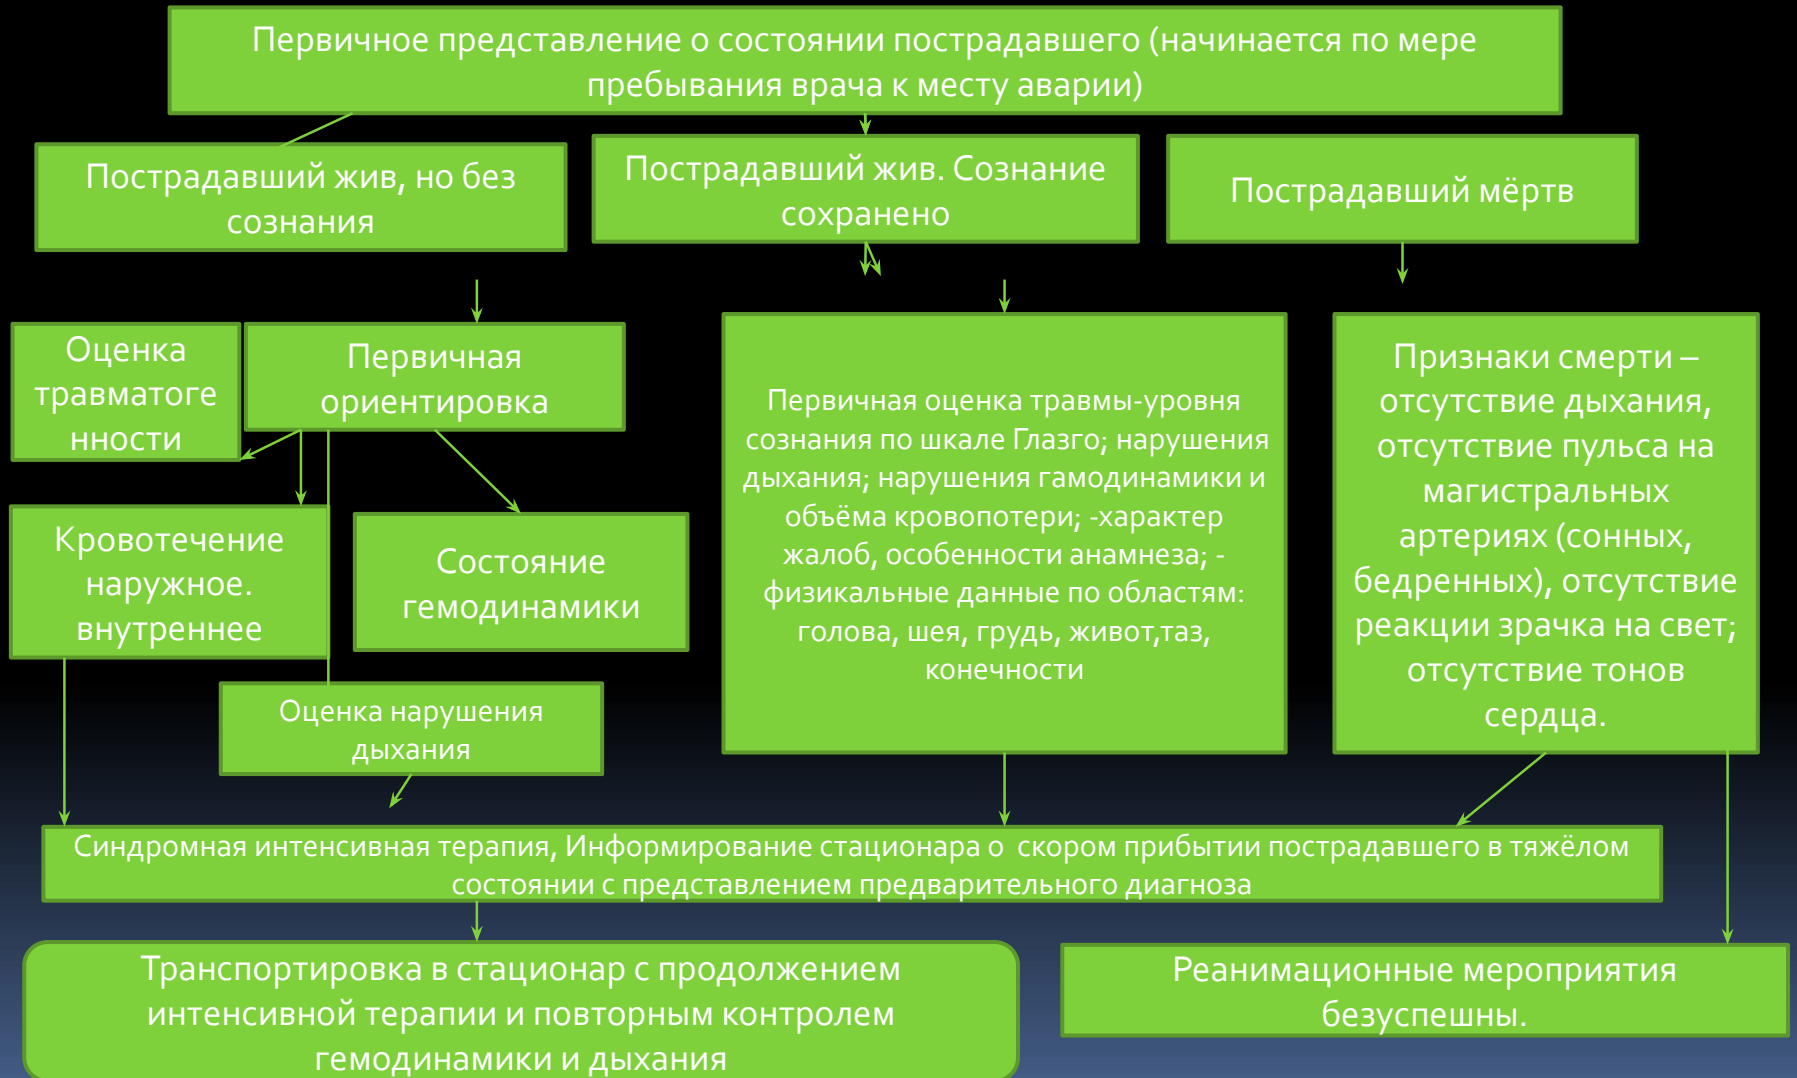 Первичное представление о состоянии пострадавшего (начинается по мере
пребывания врача к месту аварии)
Пострадавший жив, но без
сознания
Пострадавший жив. Сознание
сохранено
Пострадавший мёртв
Оценка
травматоге
нности
Первичная
ориентировка
Первичная оценка травмы-уровня
сознания по шкале Глазго; нарушения
дыхания; нарушения гамодинамики и
объёма кровопотери; -характер
жалоб, особенности анамнеза; -
физикальные данные по областям:
голова, шея, грудь, живот,таз,
конечности
Признаки смерти –
отсутствие дыхания,
отсутствие пульса на
магистральных
артериях (сонных,
бедренных), отсутствие
реакции зрачка на свет;
отсутствие тонов
сердца.
Кровотечение
наружное.
внутреннее
Состояние
гемодинамики
Оценка нарушения
дыхания
Синдромная интенсивная терапия, Информирование стационара о  скором прибытии пострадавшего в тяжёлом
состоянии с представлением предварительного диагноза
Транспортировка в стационар с продолжением
интенсивной терапии и повторным контролем
гемодинамики и дыхания
Реанимационные мероприятия
безуспешны.